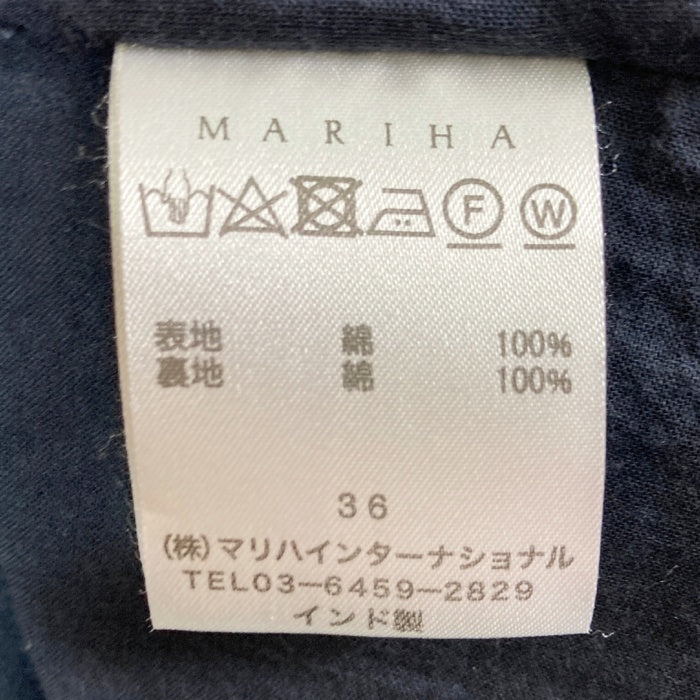 MARIHA
F W
表地 綿 100%
裏地 綿 100%
36
(株)マリハインターナショナル
TEL03-6459-2829
インド製